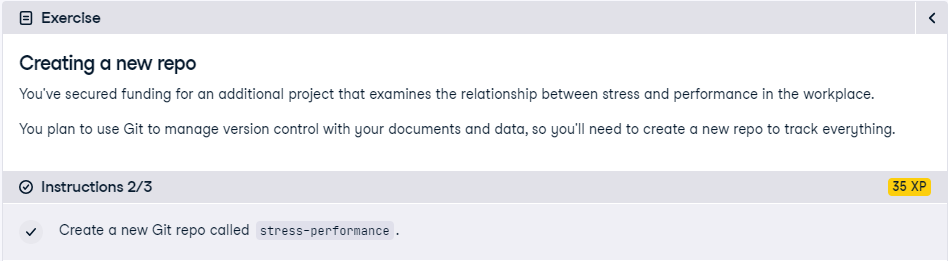 Exercise
Creating a new repo
You've secured funding for an additional project that examines the relationship between stress and performance in the workplace.
You plan to use Git to manage version control with your documents and data, so you'll need to create a new repo to track everything.
Instructions 2/3
35 XP
Create a new Git repo called stress-performance.